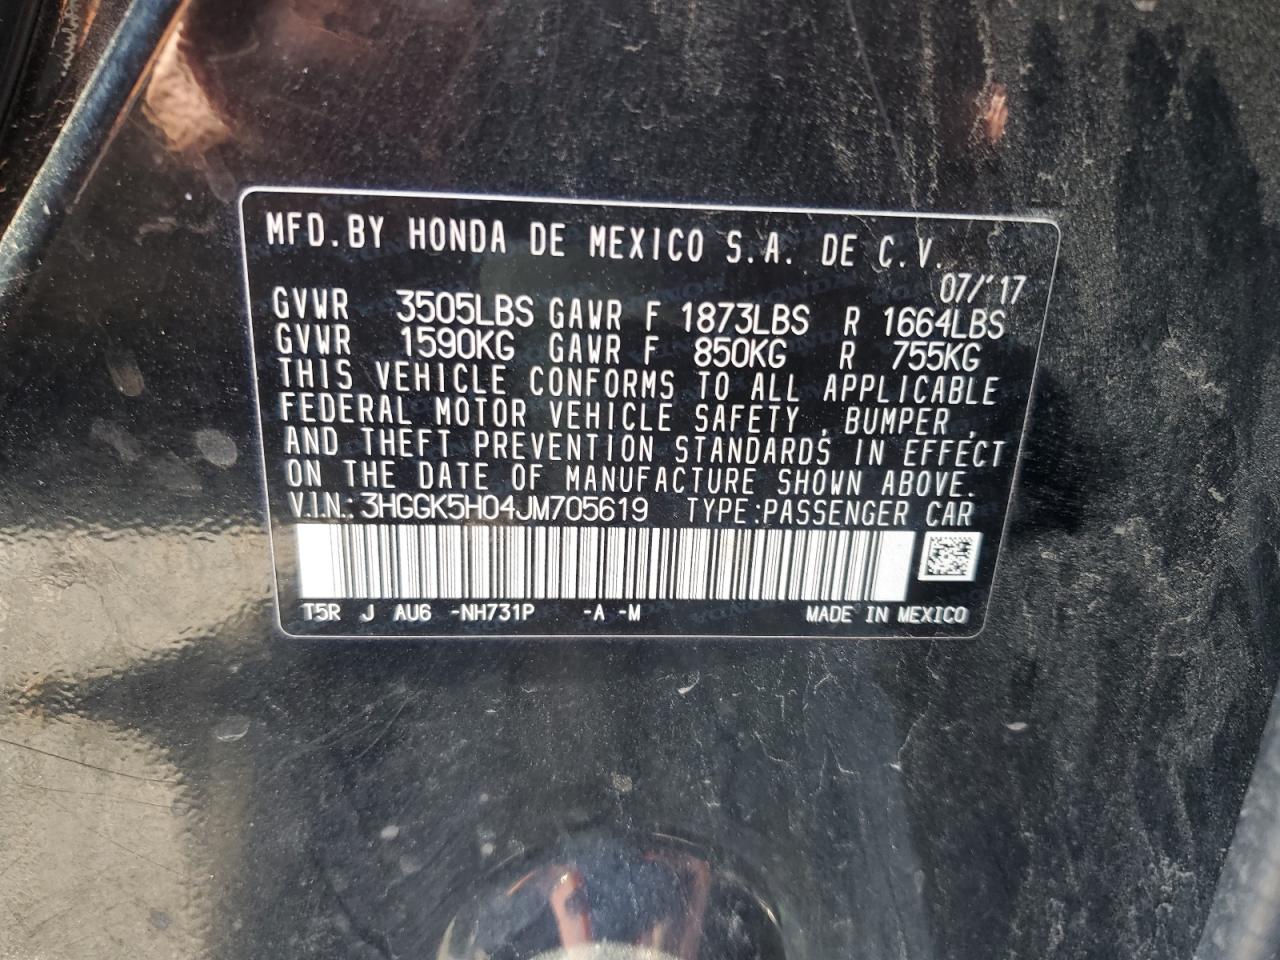 MFD.BY HONDA DE MEXICO S.A. DE C.V.
07/'17
GVWR 3505LBS GAWR F 1873LBS R 1664LBS
GVWR 1590KG GAWR F 850KG R 755KG
THIS VEHICLE CONFORMS TO ALL APPLICABLE
FEDERAL MOTOR VEHICLE SAFETY, BUMPER,
AND THEFT PREVENTION STANDARDS IN EFFECT
ON THE DATE OF MANUFACTURE SHOWN ABOVE.
V.I.N.: 3HGGK5H04JM705619 TYPE:PASSENGER CAR
T5R J AU6 -NH731P -A -M MADE IN MEXICO